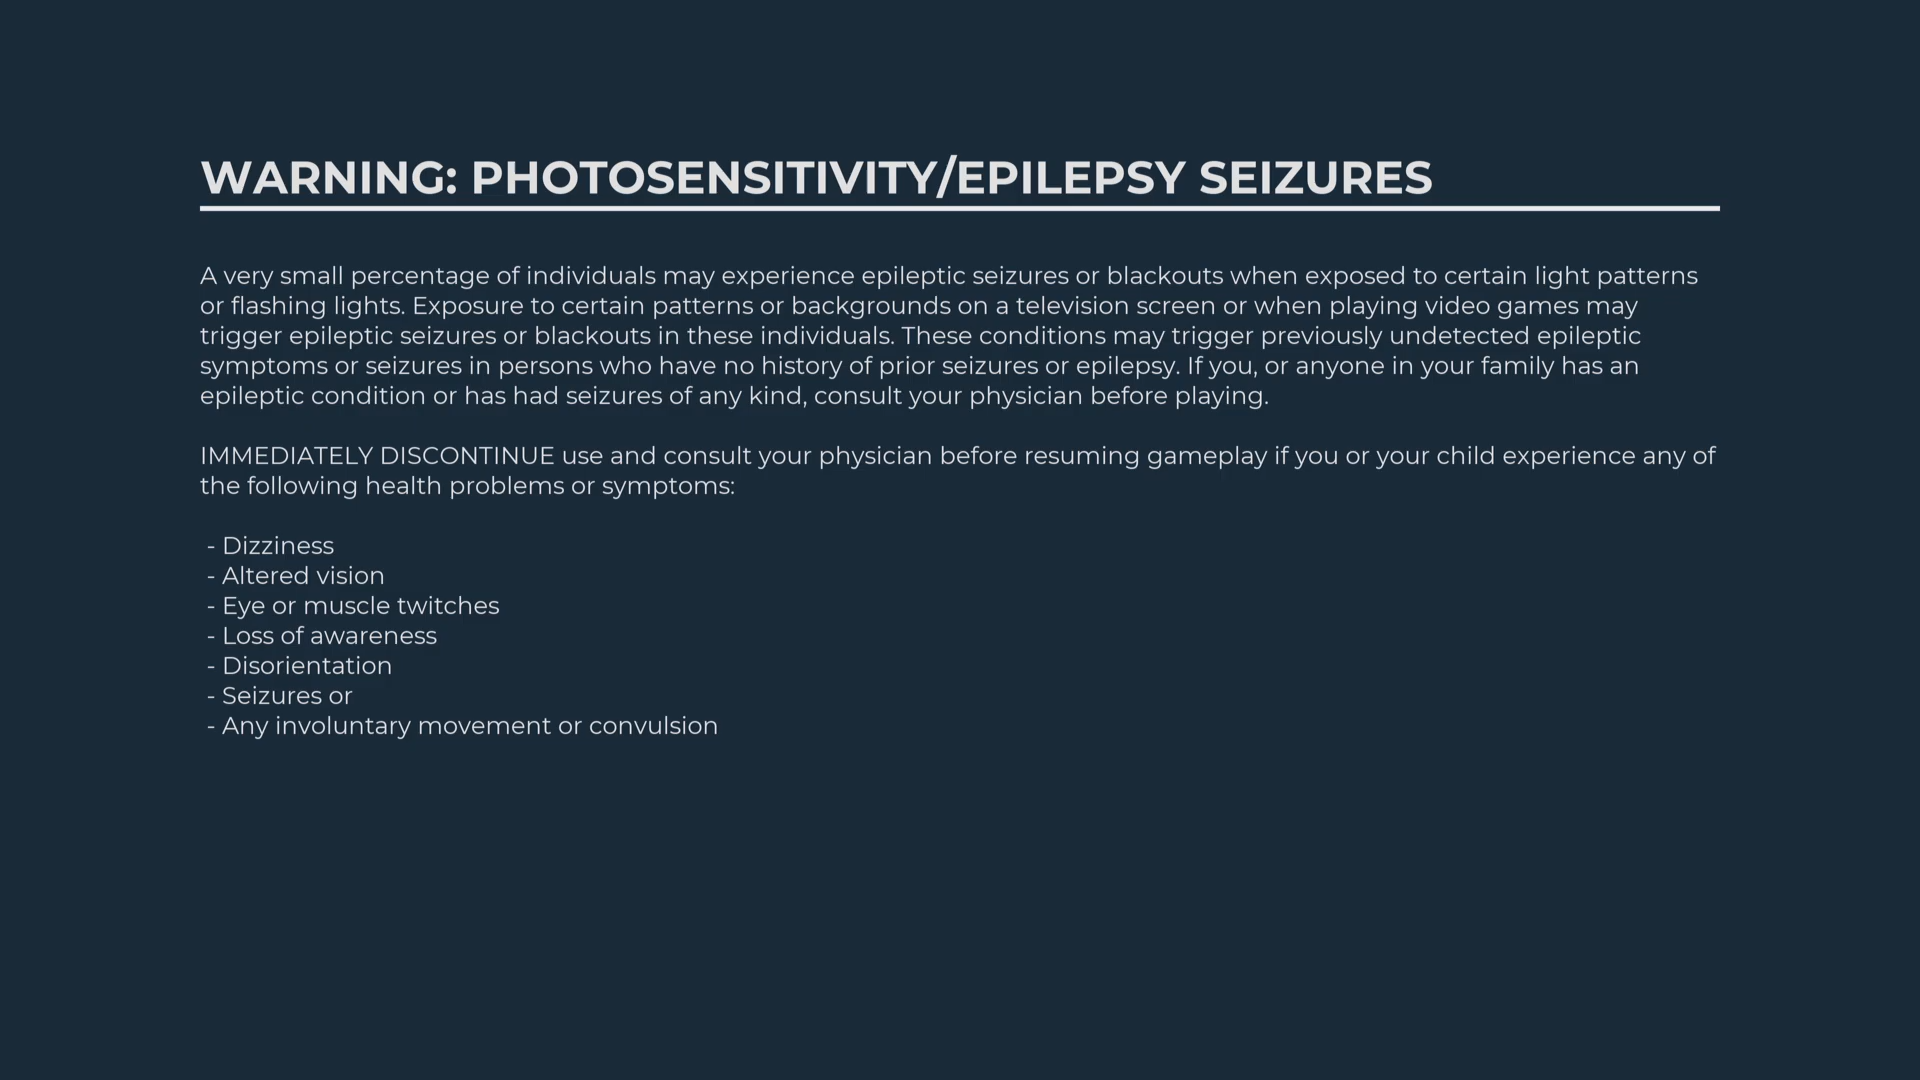 WARNING: PHOTOSENSITIVITY/EPILEPSY SEIZURES
A very small percentage of individuals may experience epileptic seizures or blackouts when exposed to certain light patterns
or flashing lights. Exposure to certain patterns or backgrounds on a television screen or when playing video games may
trigger epileptic seizures or blackouts in these individuals. These conditions may trigger previously undetected epileptic
symptoms or seizures in persons who have no history of prior seizures or epilepsy. If you, or anyone in your family has an
epileptic condition or has had seizures of any kind, consult your physician before playing.
IMMEDIATELY DISCONTINUE use and consult your physician before resuming gameplay if you or your child experience any of
the following health problems or symptoms:
- Dizziness
- Altered vision
- Eye or muscle twitches
- Loss of awareness
- Disorientation
- Seizures or
- Any involuntary movement or convulsion